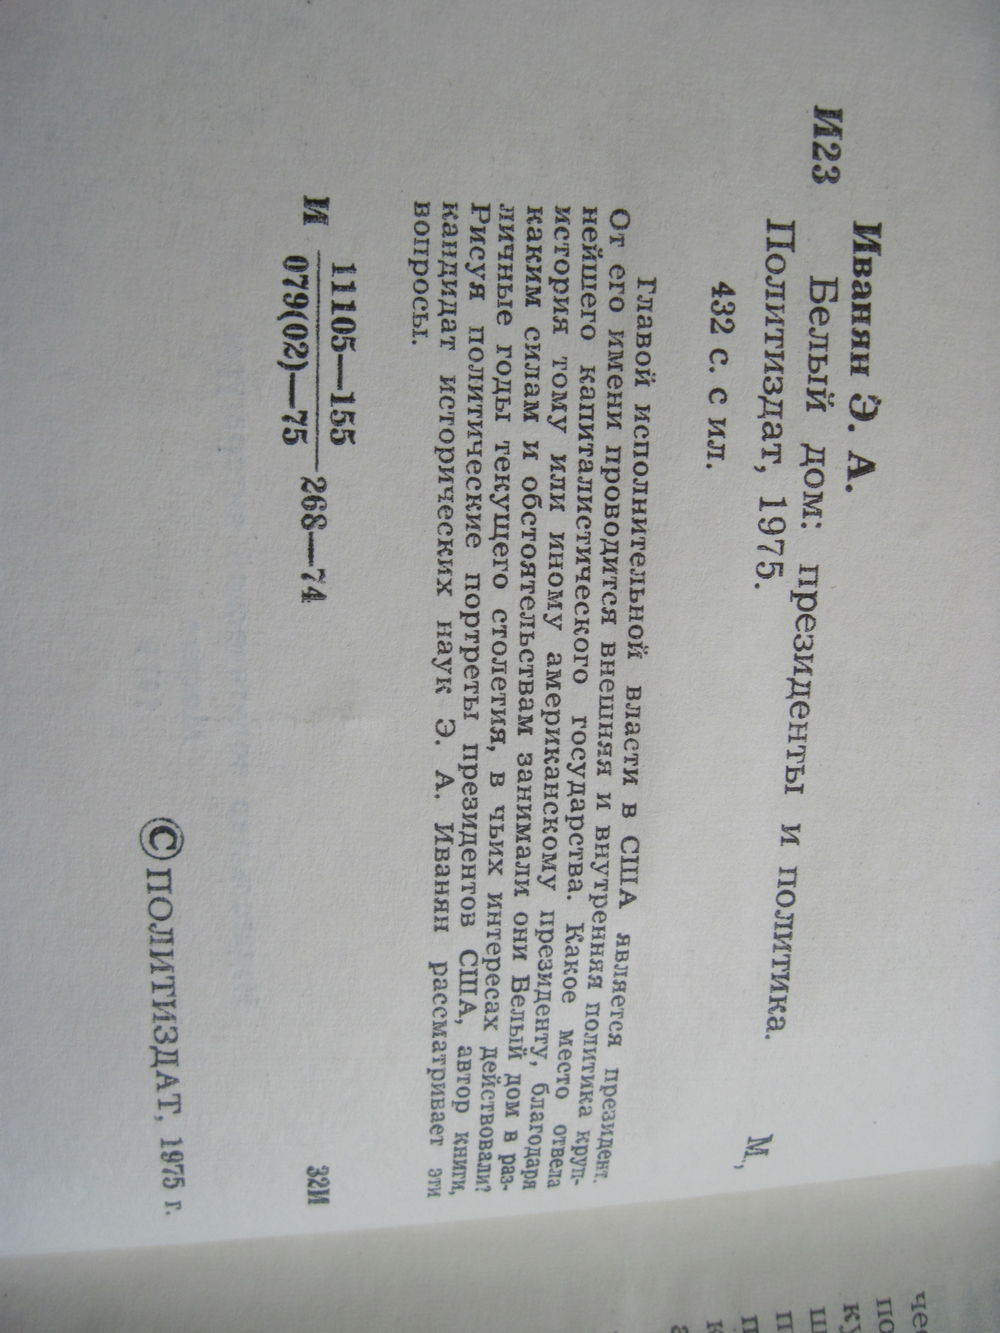 Иванян Э. А.
И23 Белый дом: президенты и политика. М.,
Политиздат, 1975.
432 с. с ил.
Главой исполнительной власти в США является президент.
От его имени проводится внешняя и внутренняя политика круп-
нейшего капиталистического государства. Какое место отвела
история тому или иному американскому президенту, благодаря
каким силам и обстоятельствам занимали они Белый дом в раз-
личные годы текущего столетия, в чьих интересах действовали?
Рисуя политические портреты президентов США, автор книги,
кандидат исторических наук Э. А. Иванян рассматривает эти
вопросы.
11105—155
И 268—74
079(02)—75
32И
© ПОЛИТИЗДАТ, 1975 г.